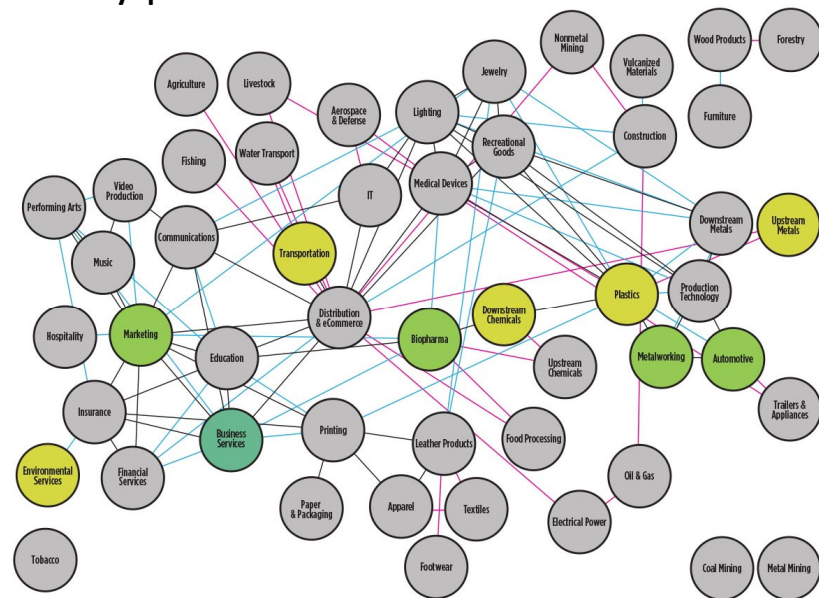 Nonmetal
Mining
Wood Products
Forestry
Jewelry
Vulcanized
Materials
Agriculture
Livestock
Aerospace
& Defense
Lighting
Furniture
Construction
Recreational
Goods
Fishing
Water Transport
Medical Devices
IT
Video
Production
Performing Arts
Communications
Downstream
Metals
Upstream
Metals
Music
Transportation
Plastics
Production
Technology
Distribution
& eCommerce
Downstream
Chemicals
Hospitality
Marketing
Education
Biopharma
Metalworking
Automotive
Upstream
Chemicals
Insurance
Trailers &
Appliances
Business
Services
Printing
Leather Products
Food Processing
Environmental
Services
Financial
Services
Oil & Gas
Paper
& Packaging
Apparel
Textiles
Electrical Power
Tobacco
Footwear
Coal Mining
Metal Mining